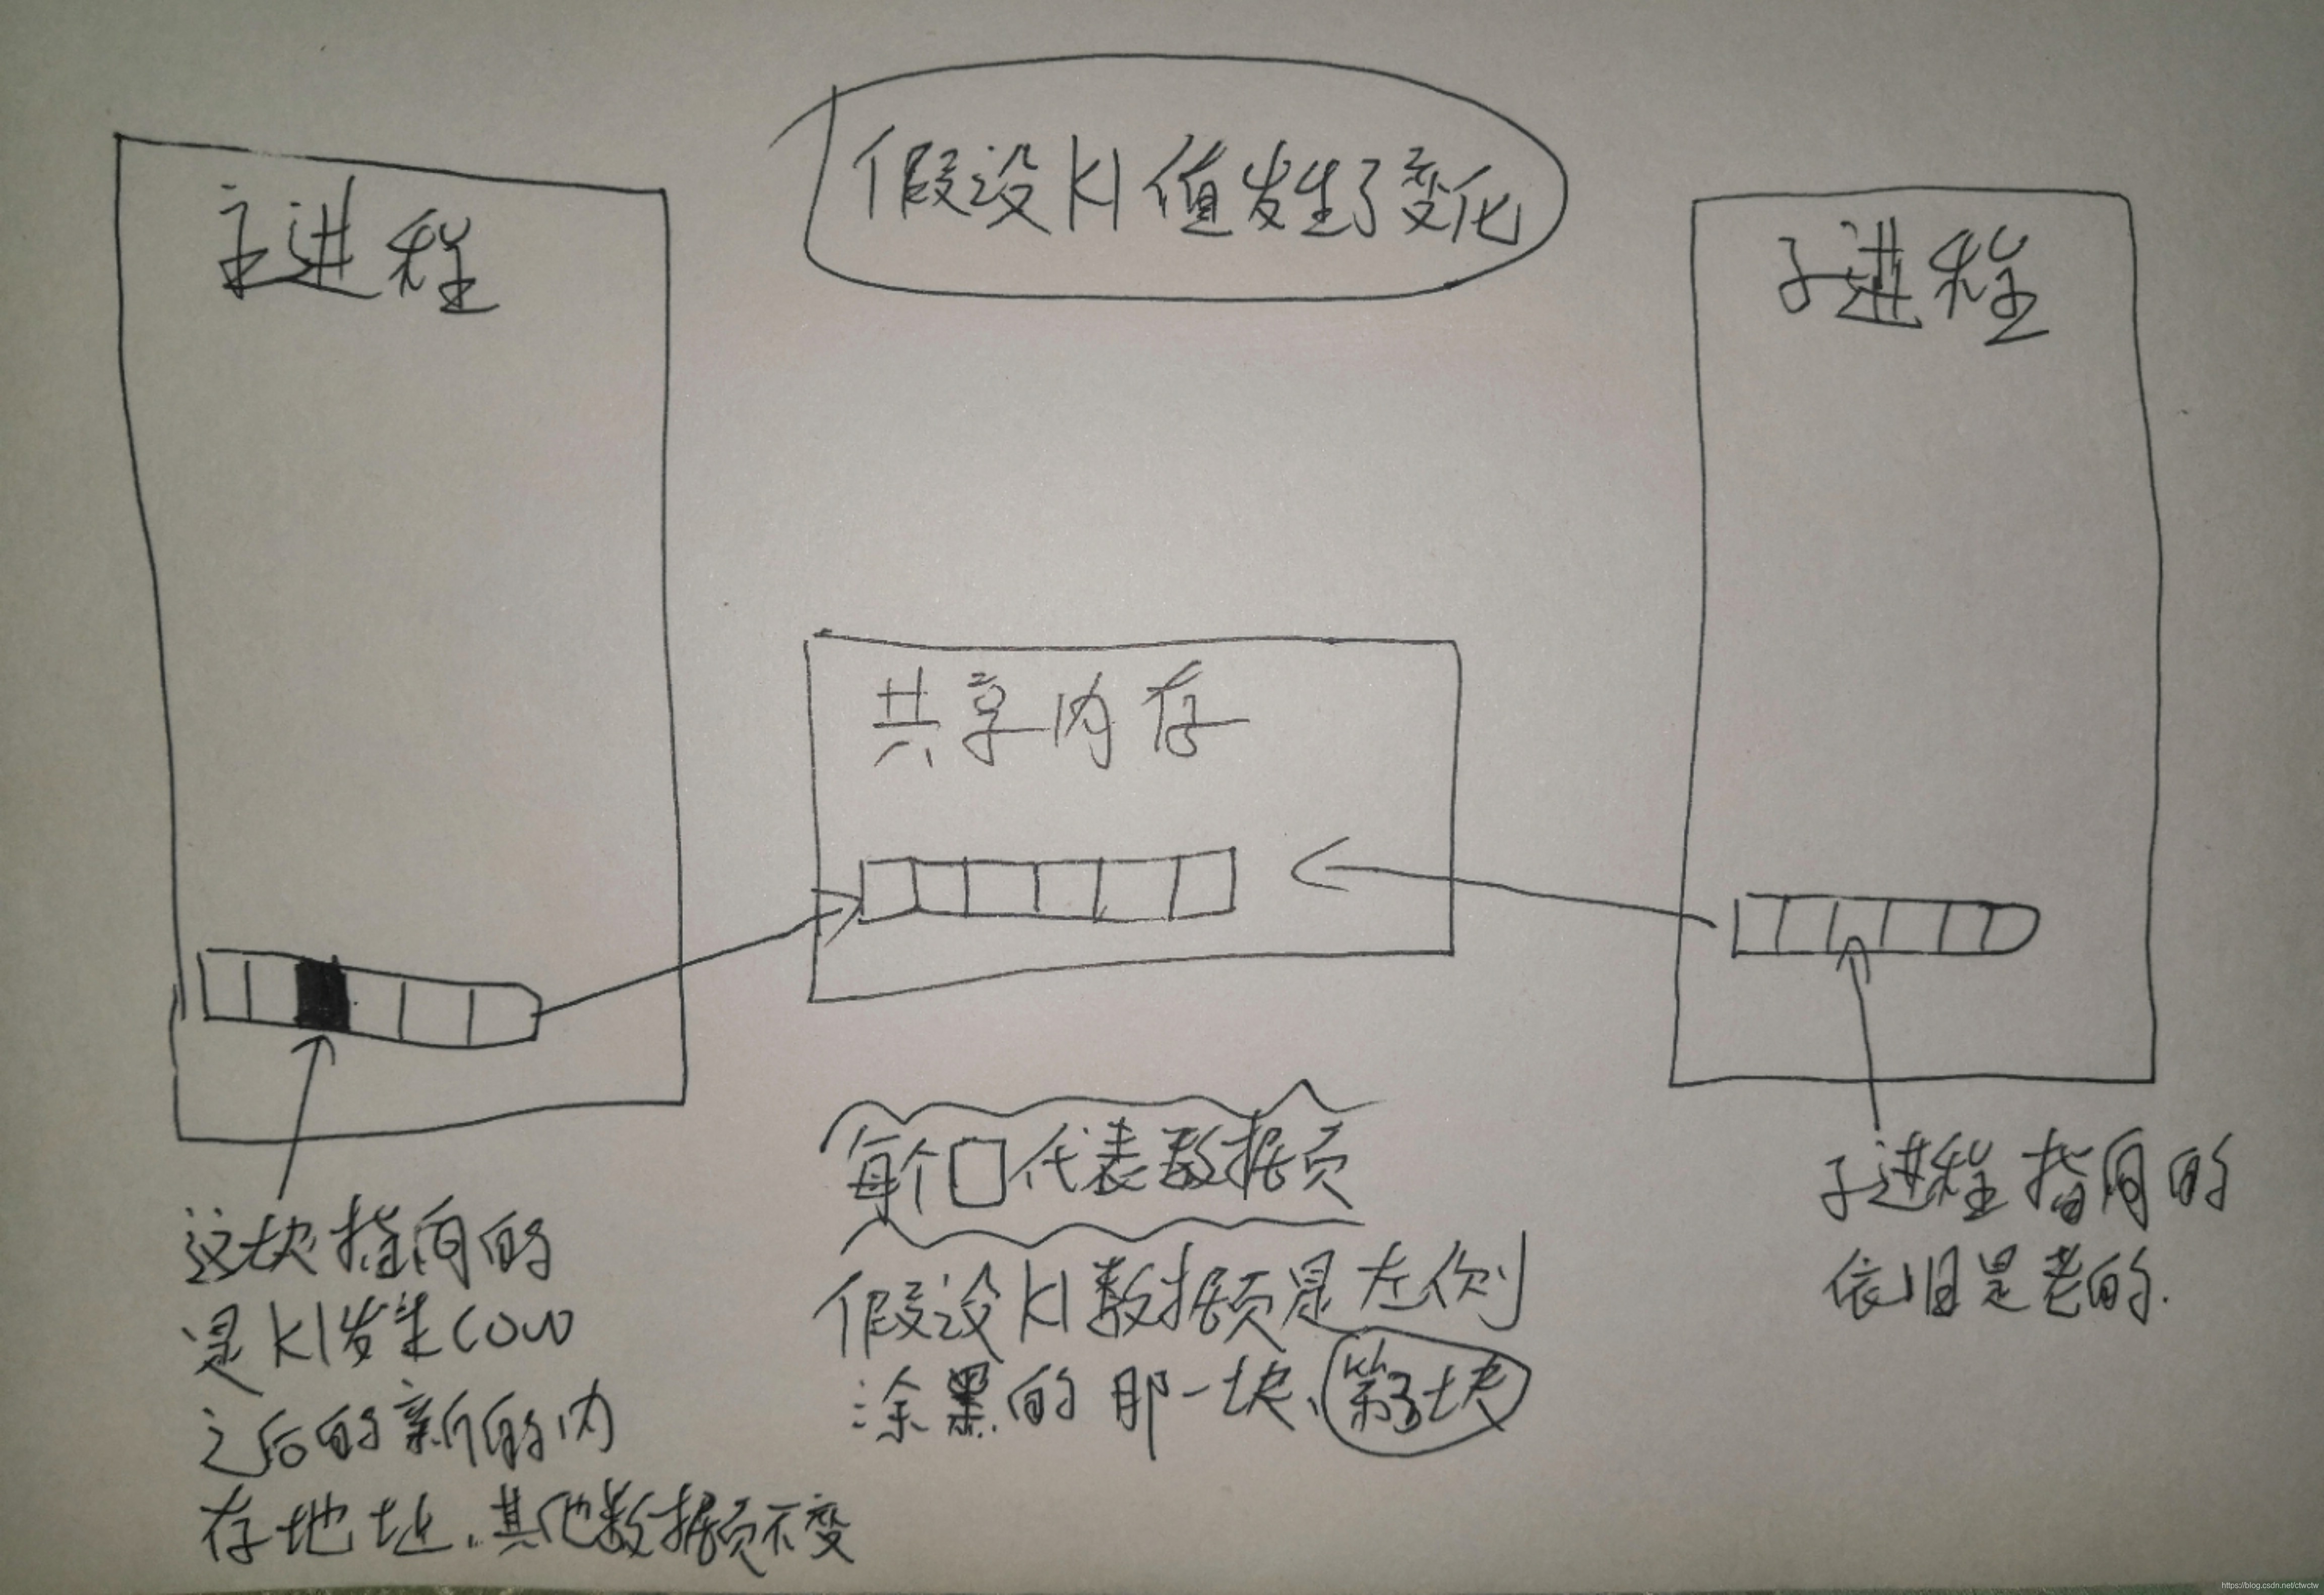 假设K1值发生了变化
主进程
子进程
共享内存
每个口代表数据页
假设K1数据页是左侧
涂黑的那一块、第3块
这块指向的
是K1发生COW
之后的新的内
存地址.其他数据页不变
子进程指向的
依旧是老的.
https://blog.csdn.net/ctwctw